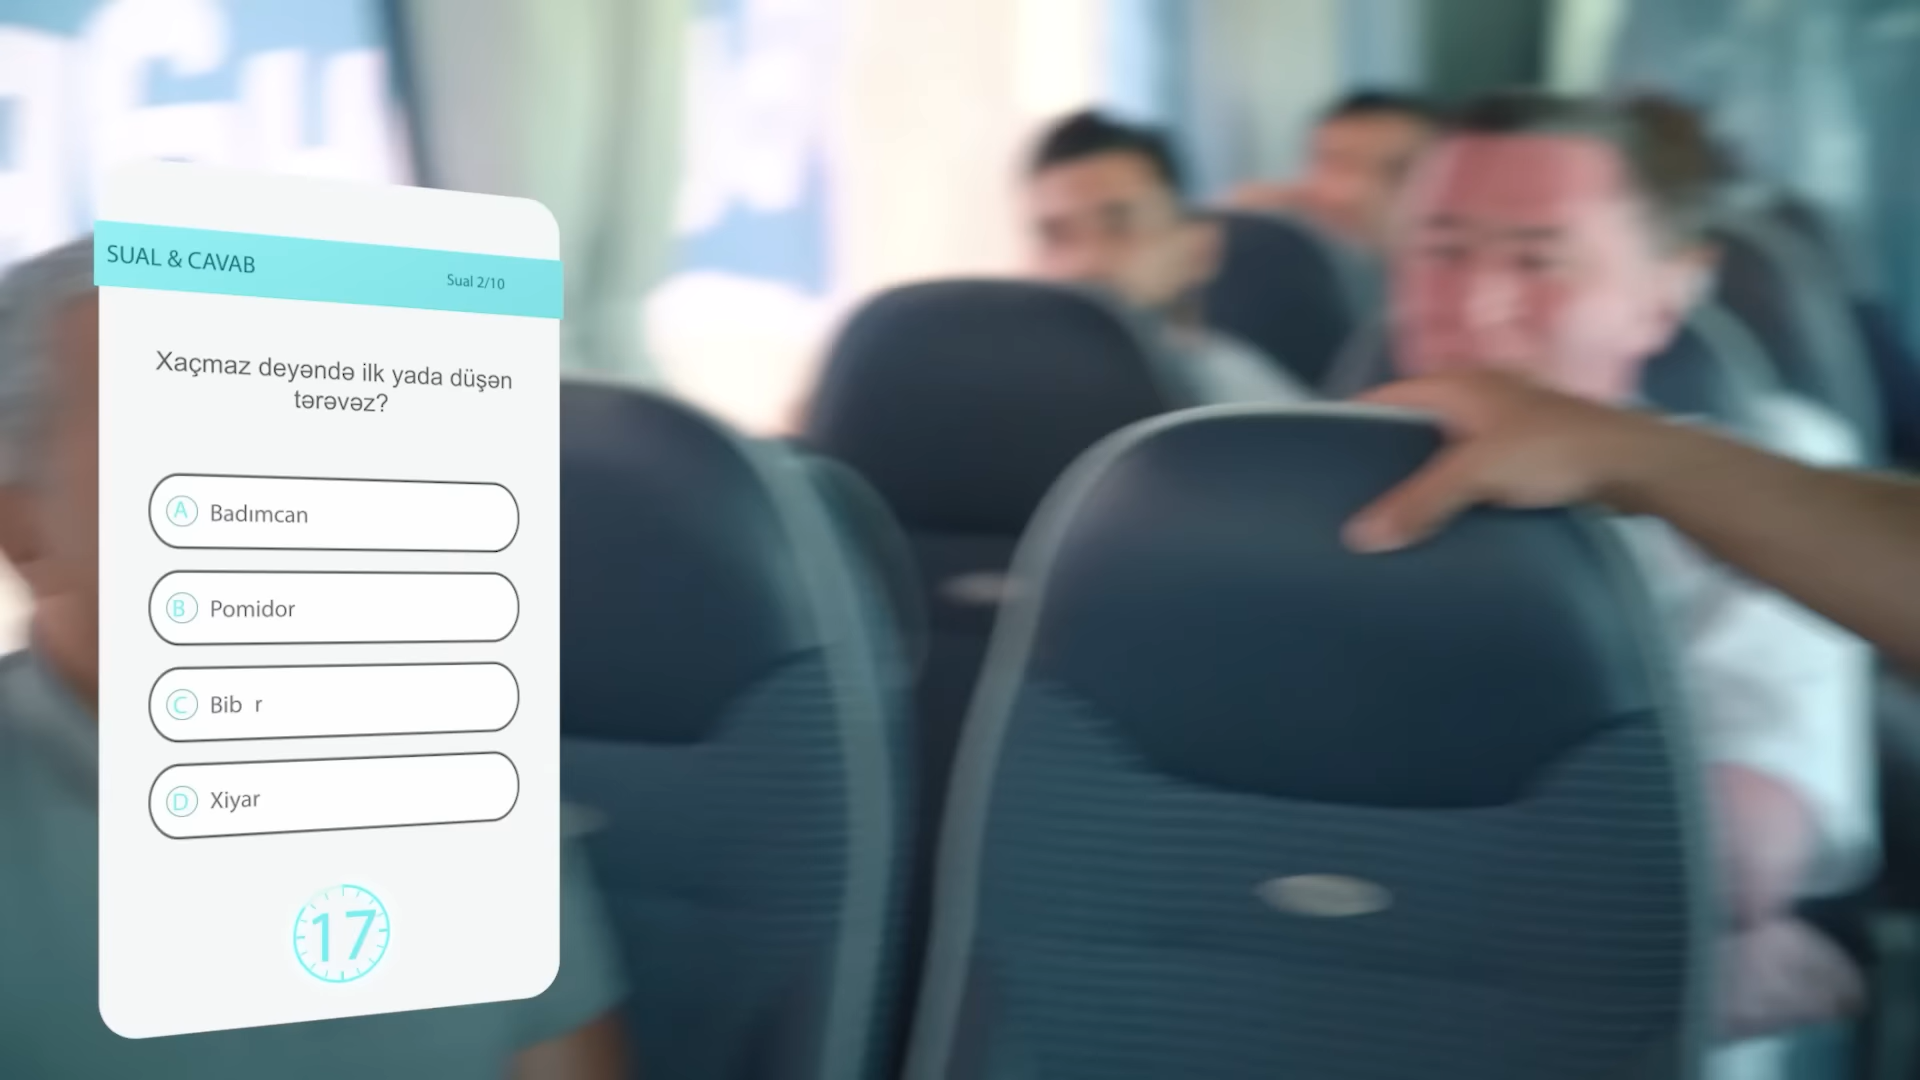 SUAL & CAVAB
Sual 2/10
Xaçmaz deyəndə ilk yada düşən
tərəvəz?
A Badımcan
B Pomidor
C Bib r
D Xiyar
17